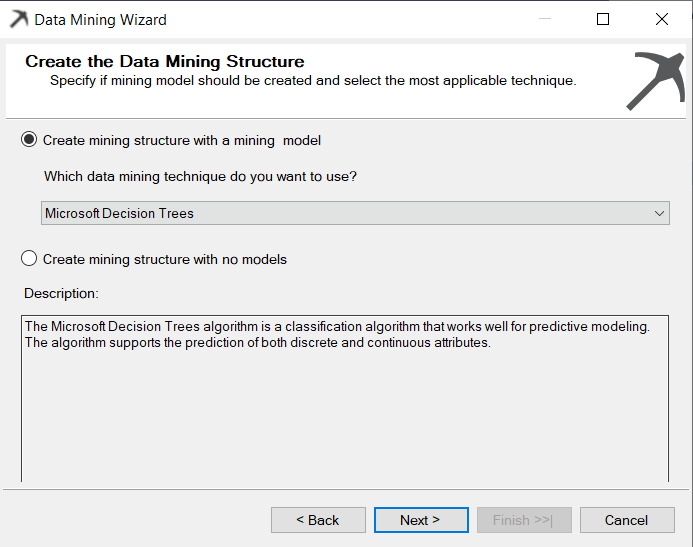 Data Mining Wizard
Create the Data Mining Structure
Specify if mining model should be created and select the most applicable technique.
Create mining structure with a mining  model
Which data mining technique do you want to use?
Microsoft Decision Trees
Create mining structure with no models
Description:
The Microsoft Decision Trees algorithm is a classification algorithm that works well for predictive modeling.
The algorithm supports the prediction of both discrete and continuous attributes.
< Back
Next >
Finish >>|
Cancel